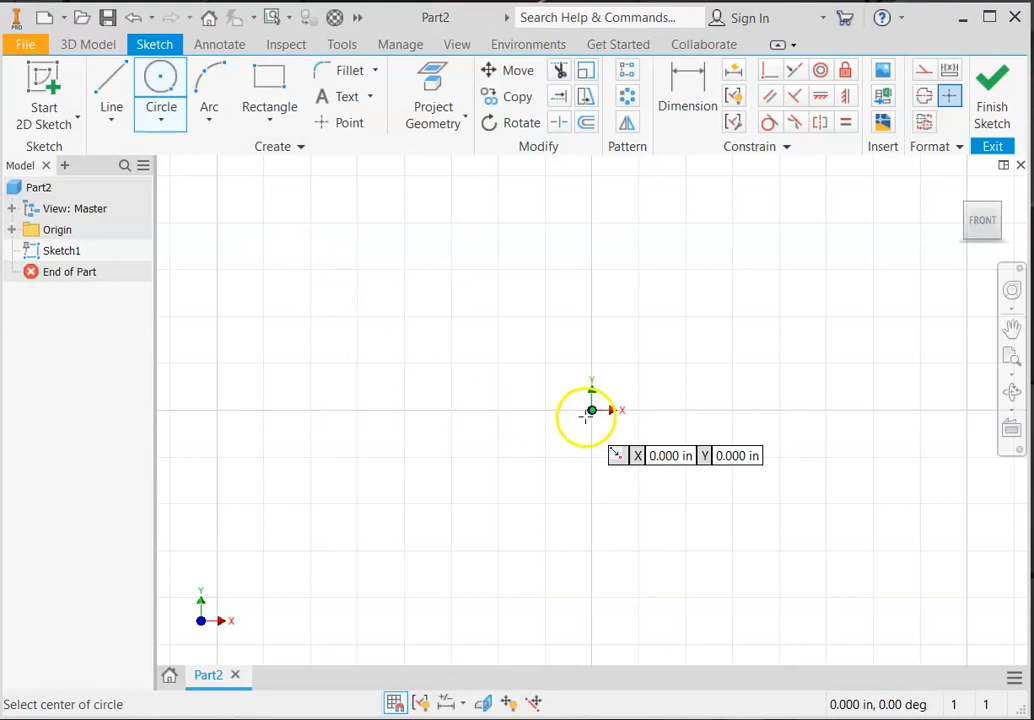 PRO
Part2
Search Help & Commands...
Sign In
File
3D Model
Sketch
Annotate
Inspect
Tools
Manage
View
Environments
Get Started
Collaborate
Start
2D Sketch
Line
Circle
Arc
Rectangle
Fillet
Text
Point
Project
Geometry
Move
Copy
Rotate
Dimension
Finish
Sketch
Sketch
Create
Modify
Pattern
Constrain
Insert
Format
Exit
Model
Part2
View: Master
Origin
Sketch1
End of Part
FRONT
Y
X
X 0.000 in Y 0.000 in
Y
X
Part2
Select center of circle
0.000 in, 0.00 deg 1 1